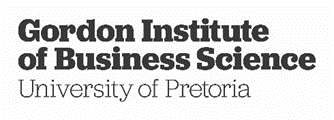 Gordon Institute
of Business Science
University of Pretoria